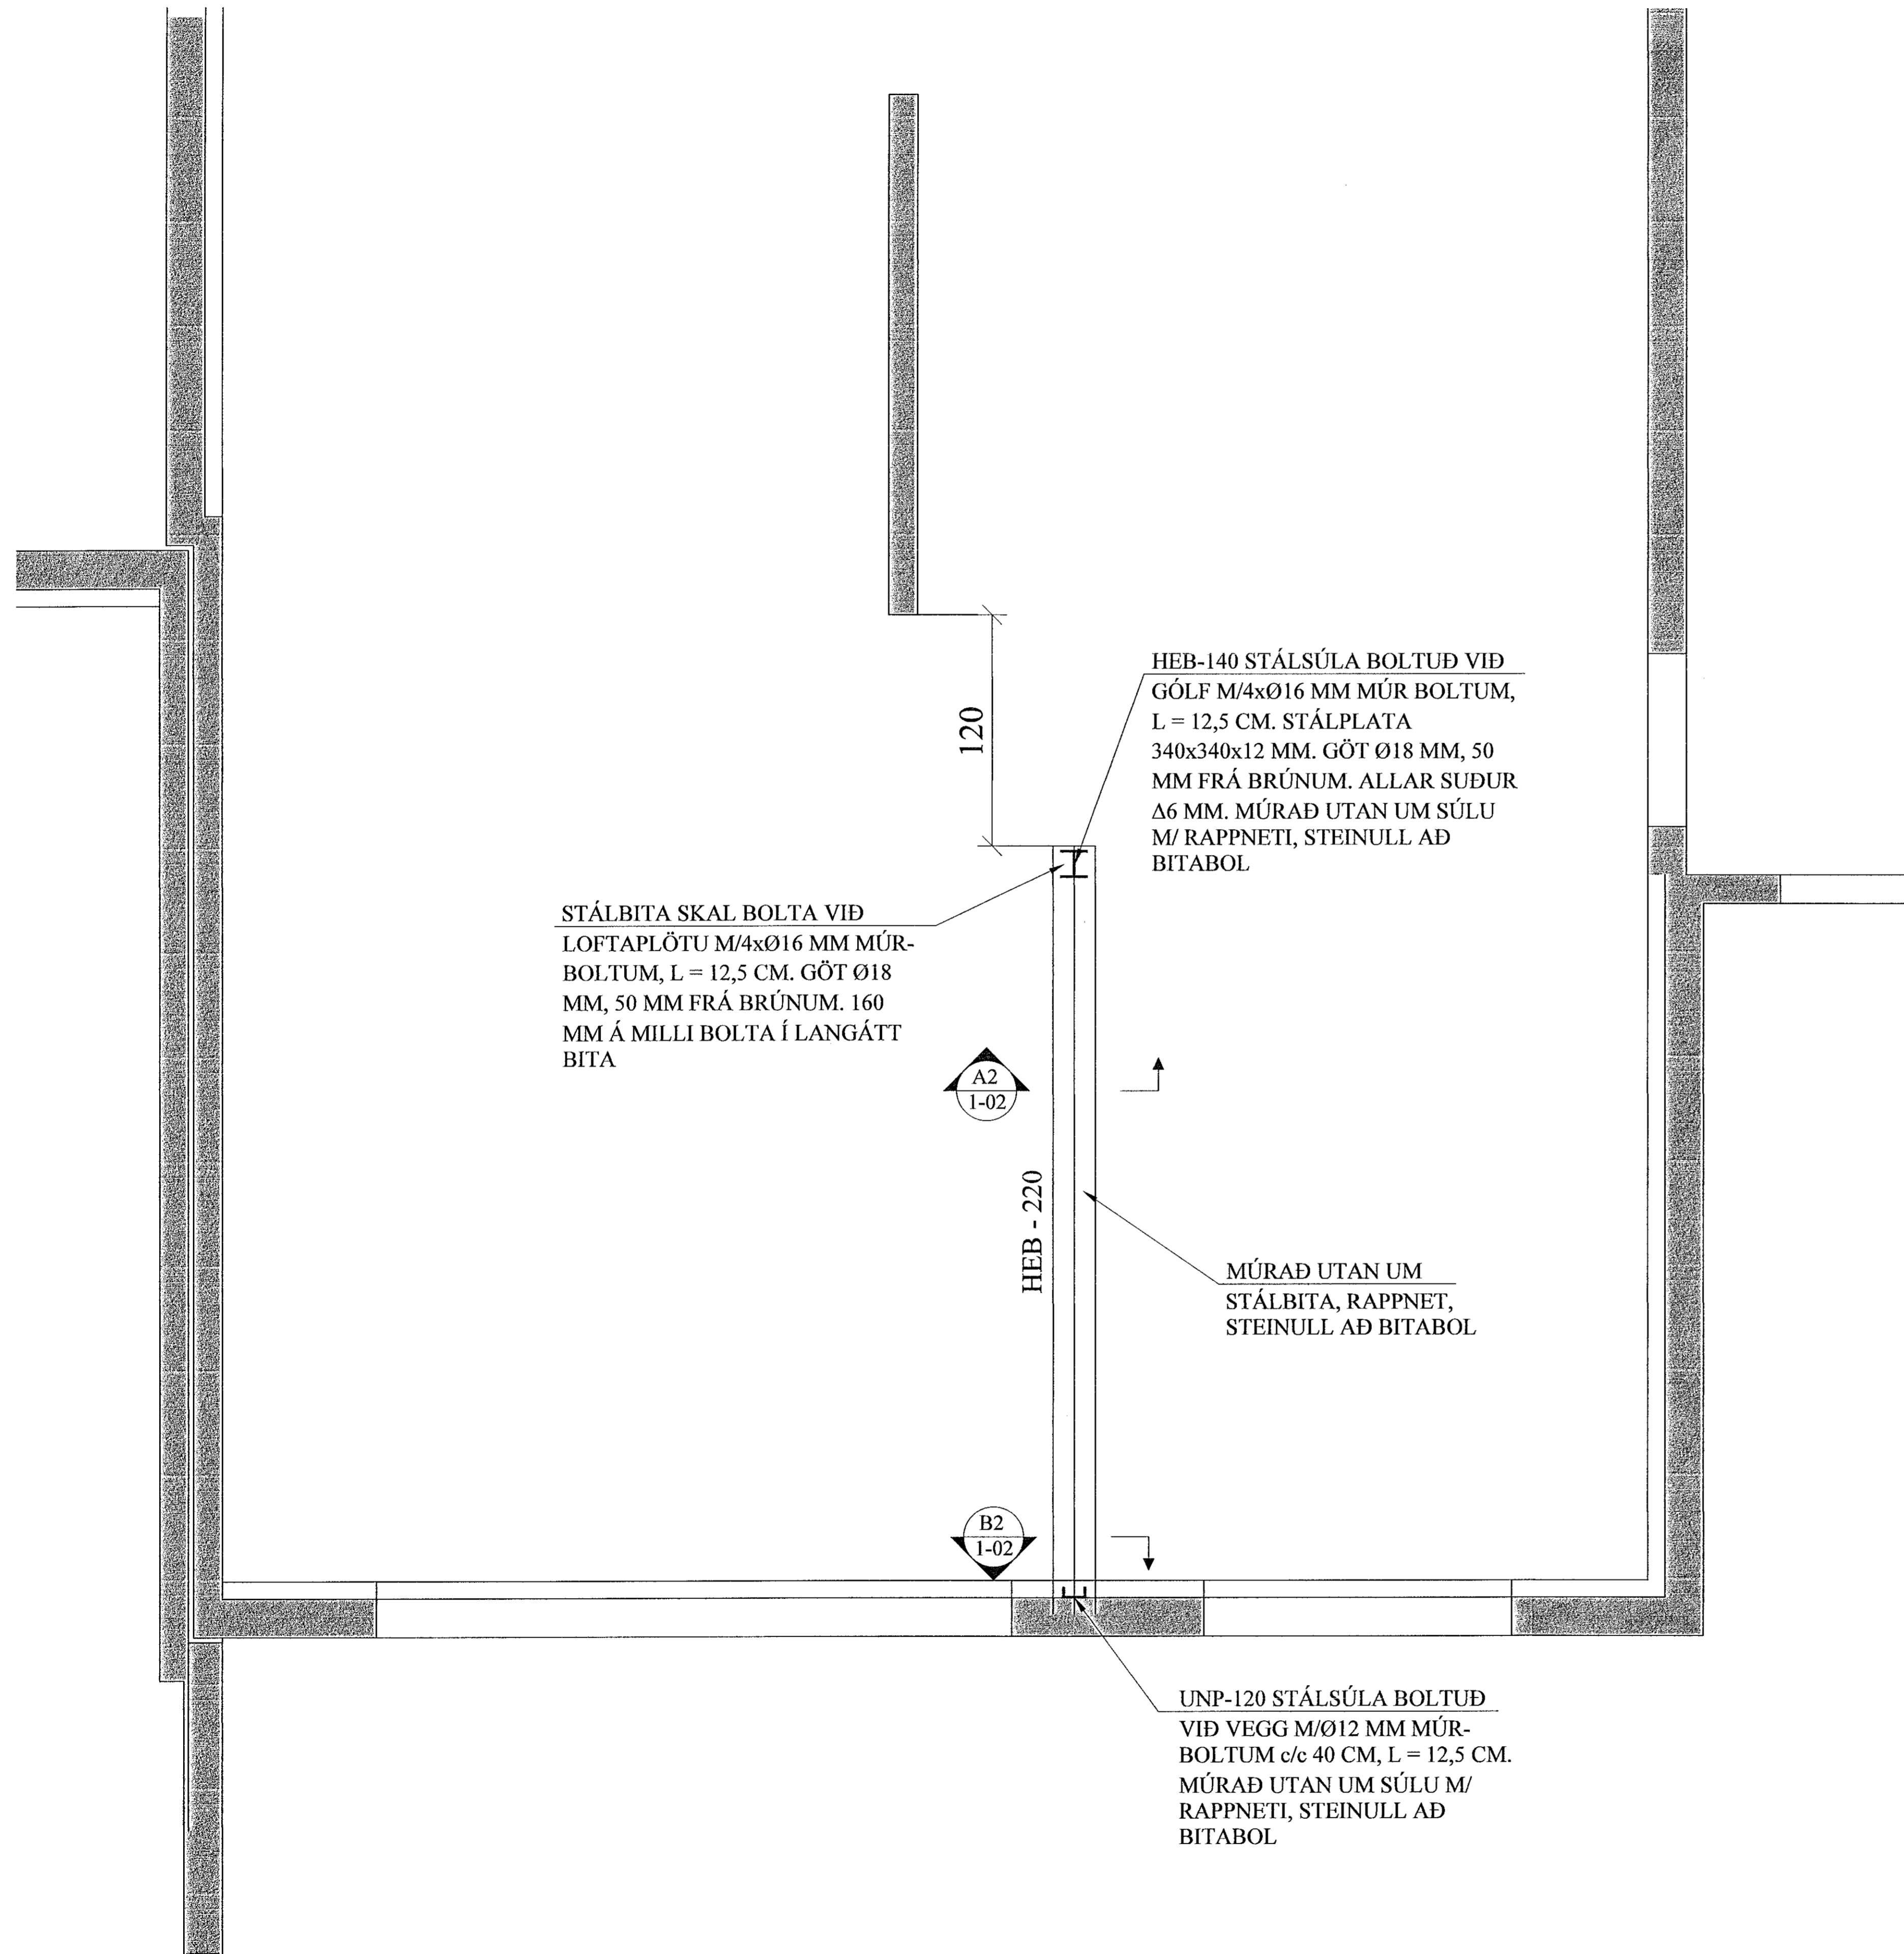 120
HEB-140 STÁLSÚLA BOLTUÐ VIÐ
GÓLF M/4xØ16 MM MÚR BOLTUM,
L = 12,5 CM. STÁLPLATA
340x340x12 MM. GÖT Ø18 MM, 50
MM FRÁ BRÚNUM. ALLAR SUÐUR
Δ6 MM. MÚRAÐ UTAN UM SÚLU
M/ RAPPNETI, STEINULL AÐ
BITABOL
STÁLBITA SKAL BOLTA VIÐ
LOFTAPLÖTU M/4xØ16 MM MÚR-
BOLTUM, L = 12,5 CM. GÖT Ø18
MM, 50 MM FRÁ BRÚNUM. 160
MM Á MILLI BOLTA Í LANGÁTT
BITA
A2
1-02
HEB - 220
MÚRAÐ UTAN UM
STÁLBITA, RAPPNET,
STEINULL AÐ BITABOL
B2
1-02
UNP-120 STÁLSÚLA BOLTUÐ
VIÐ VEGG M/Ø12 MM MÚR-
BOLTUM c/c 40 CM, L = 12,5 CM.
MÚRAÐ UTAN UM SÚLU M/
RAPPNETI, STEINULL AÐ
BITABOL